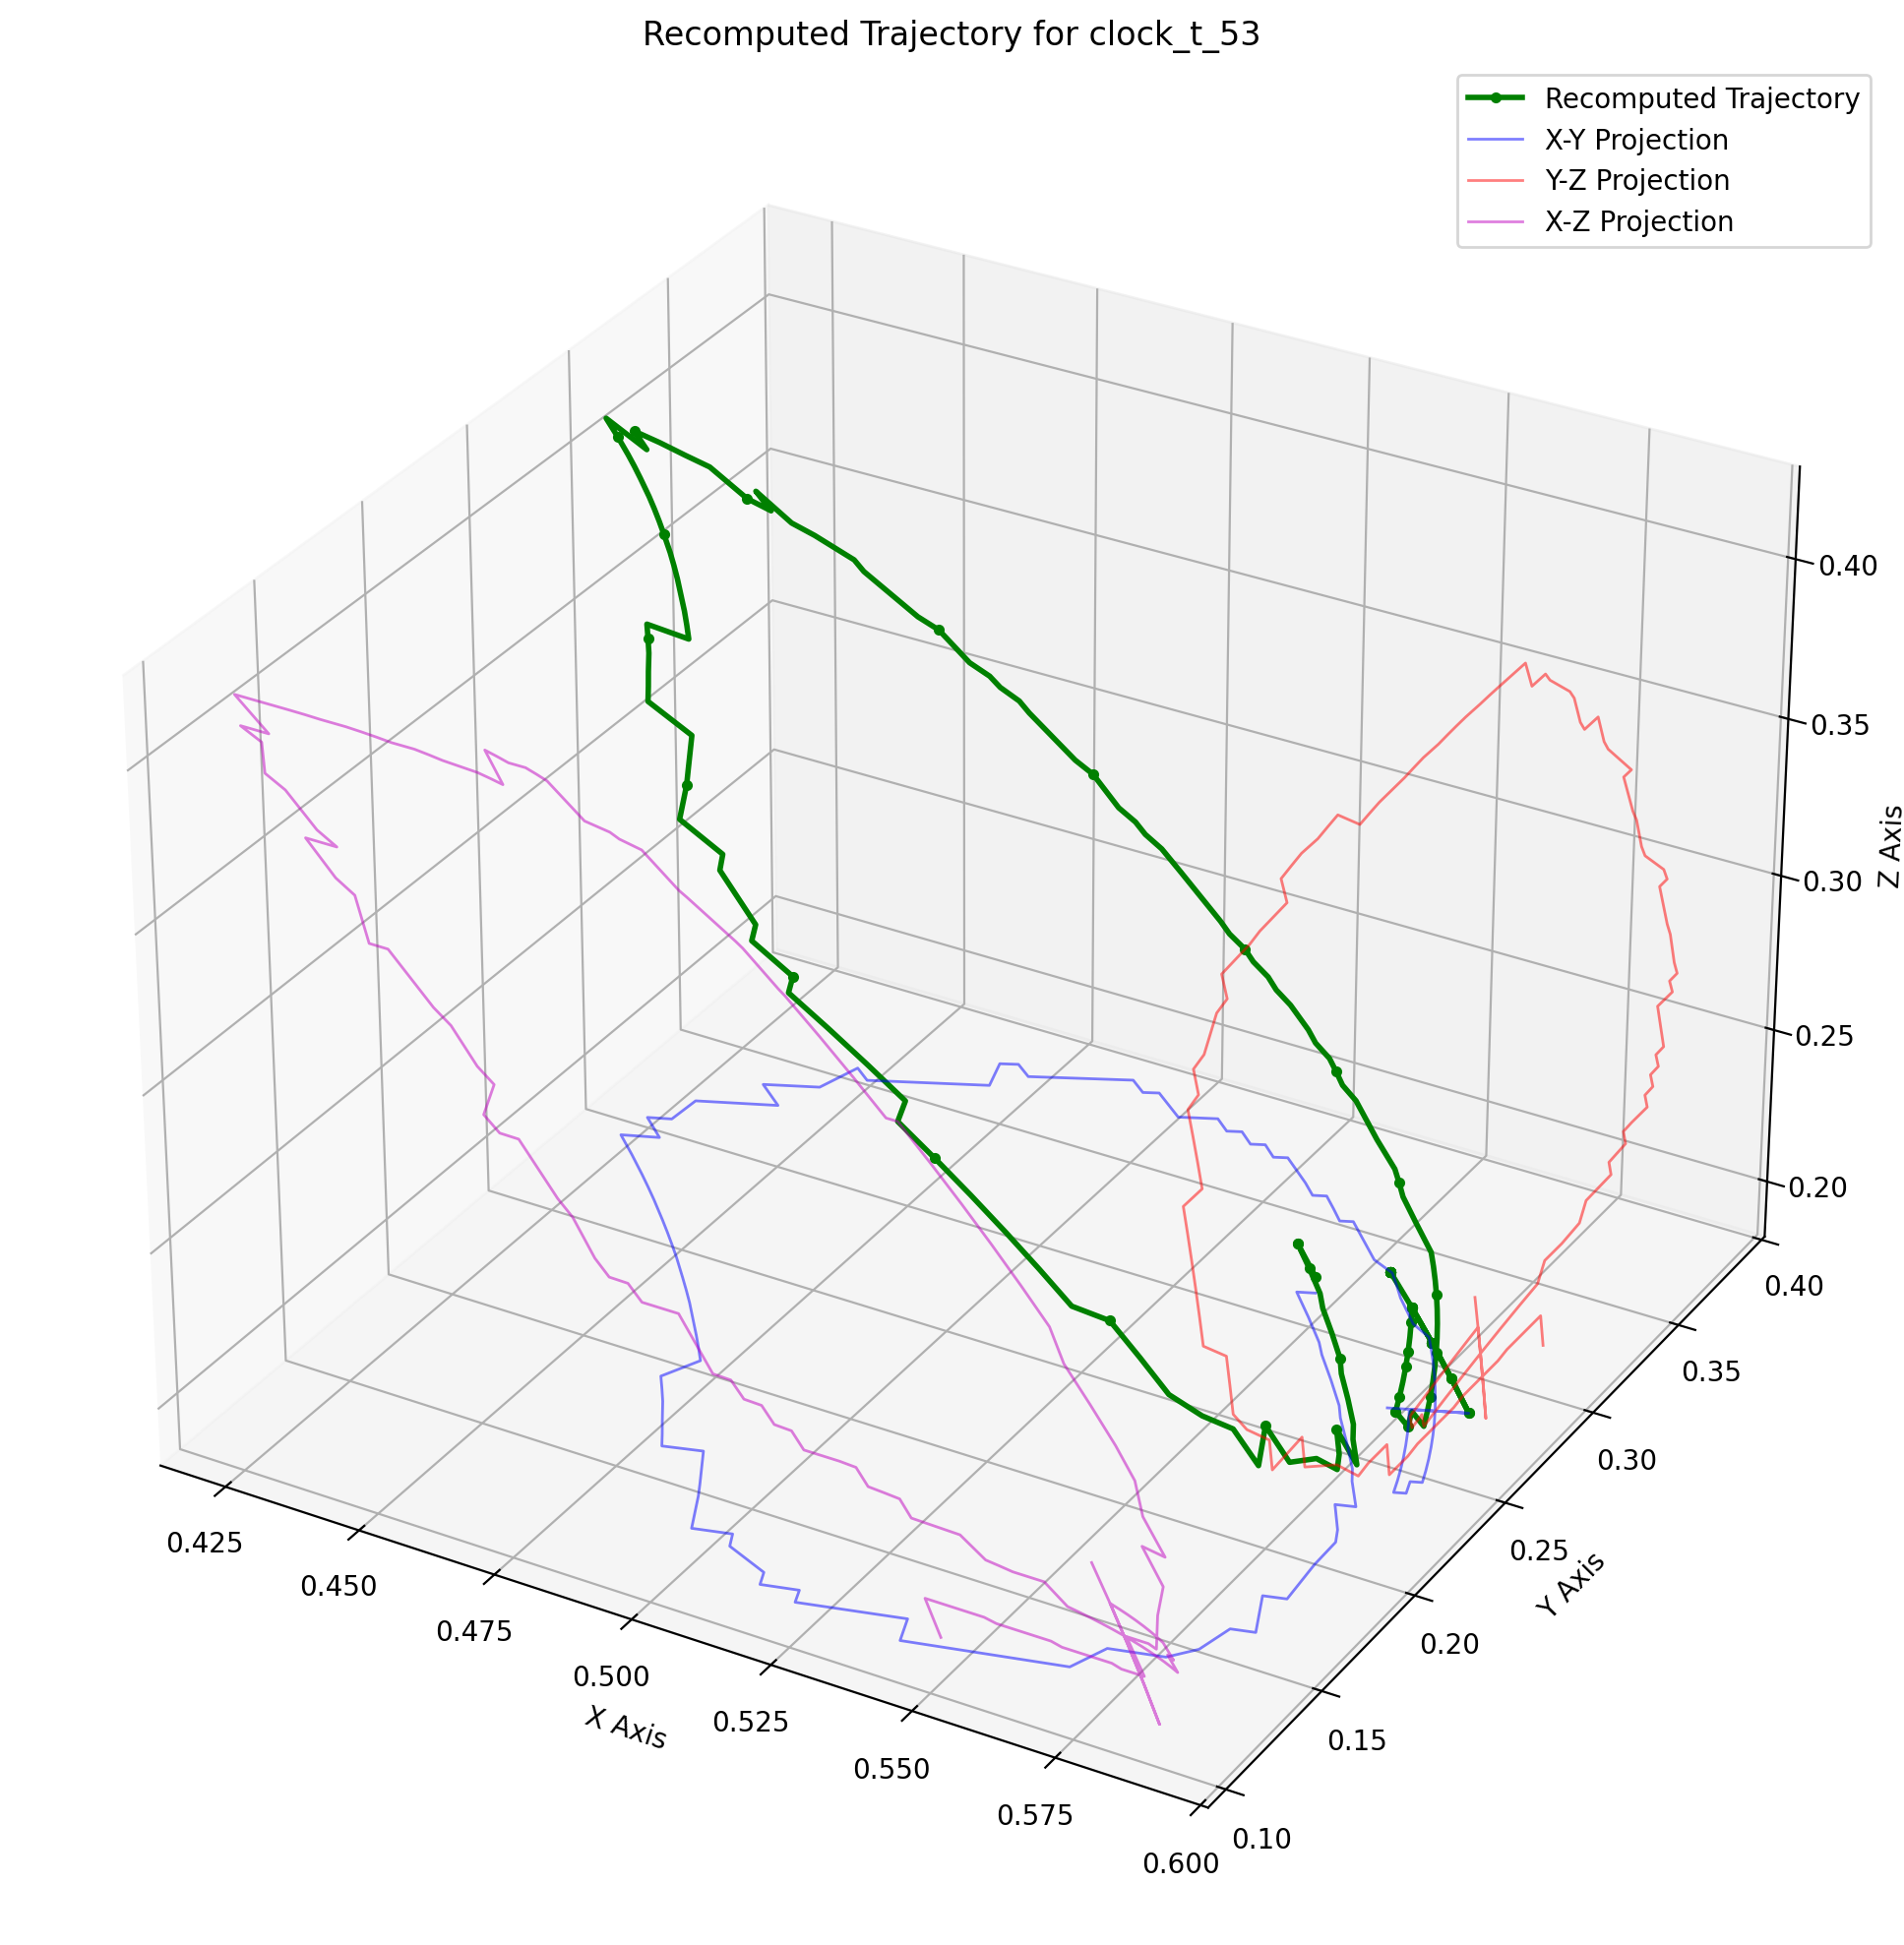 Recomputed Trajectory for clock_t_53
Recomputed Trajectory
X-Y Projection
Y-Z Projection
X-Z Projection
0.40
0.35
0.30
0.25
0.20
Z Axis
0.40
0.35
0.30
0.25
0.20
0.15
0.10
Y Axis
0.425
0.450
0.475
0.500
0.525
0.550
0.575
0.600
X Axis